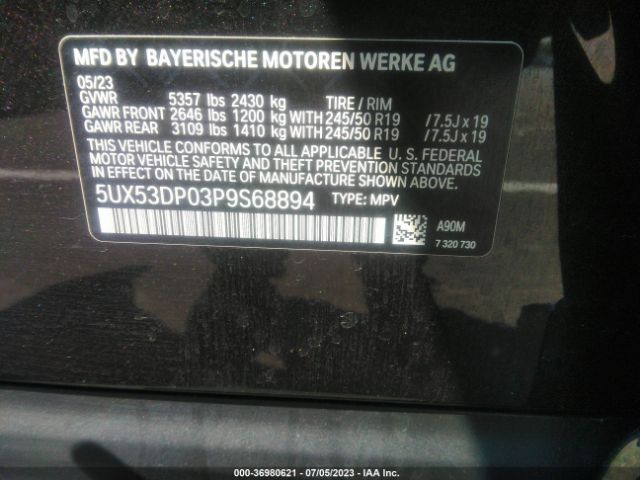 MFD BY BAYERISCHE MOTOREN WERKE AG
05/23
GVWR 5357 lbs 2430 kg TIRE / RIM
GAWR FRONT 2646 lbs 1200 kg WITH 245/50 R19 /7.5J x 19
GAWR REAR 3109 lbs 1410 kg WITH 245/50 R19 /7.5J x 19
THIS VEHICLE CONFORMS TO ALL APPLICABLE U. S. FEDERAL
MOTOR VEHICLE SAFETY AND THEFT PREVENTION STANDARDS
IN EFFECT ON THE DATE OF MANUFACTURE SHOWN ABOVE.
5UX53DP03P9S68894 TYPE: MPV
A90M
7 320 730
000-36980621 / 07/05/2023 / IAA Inc.